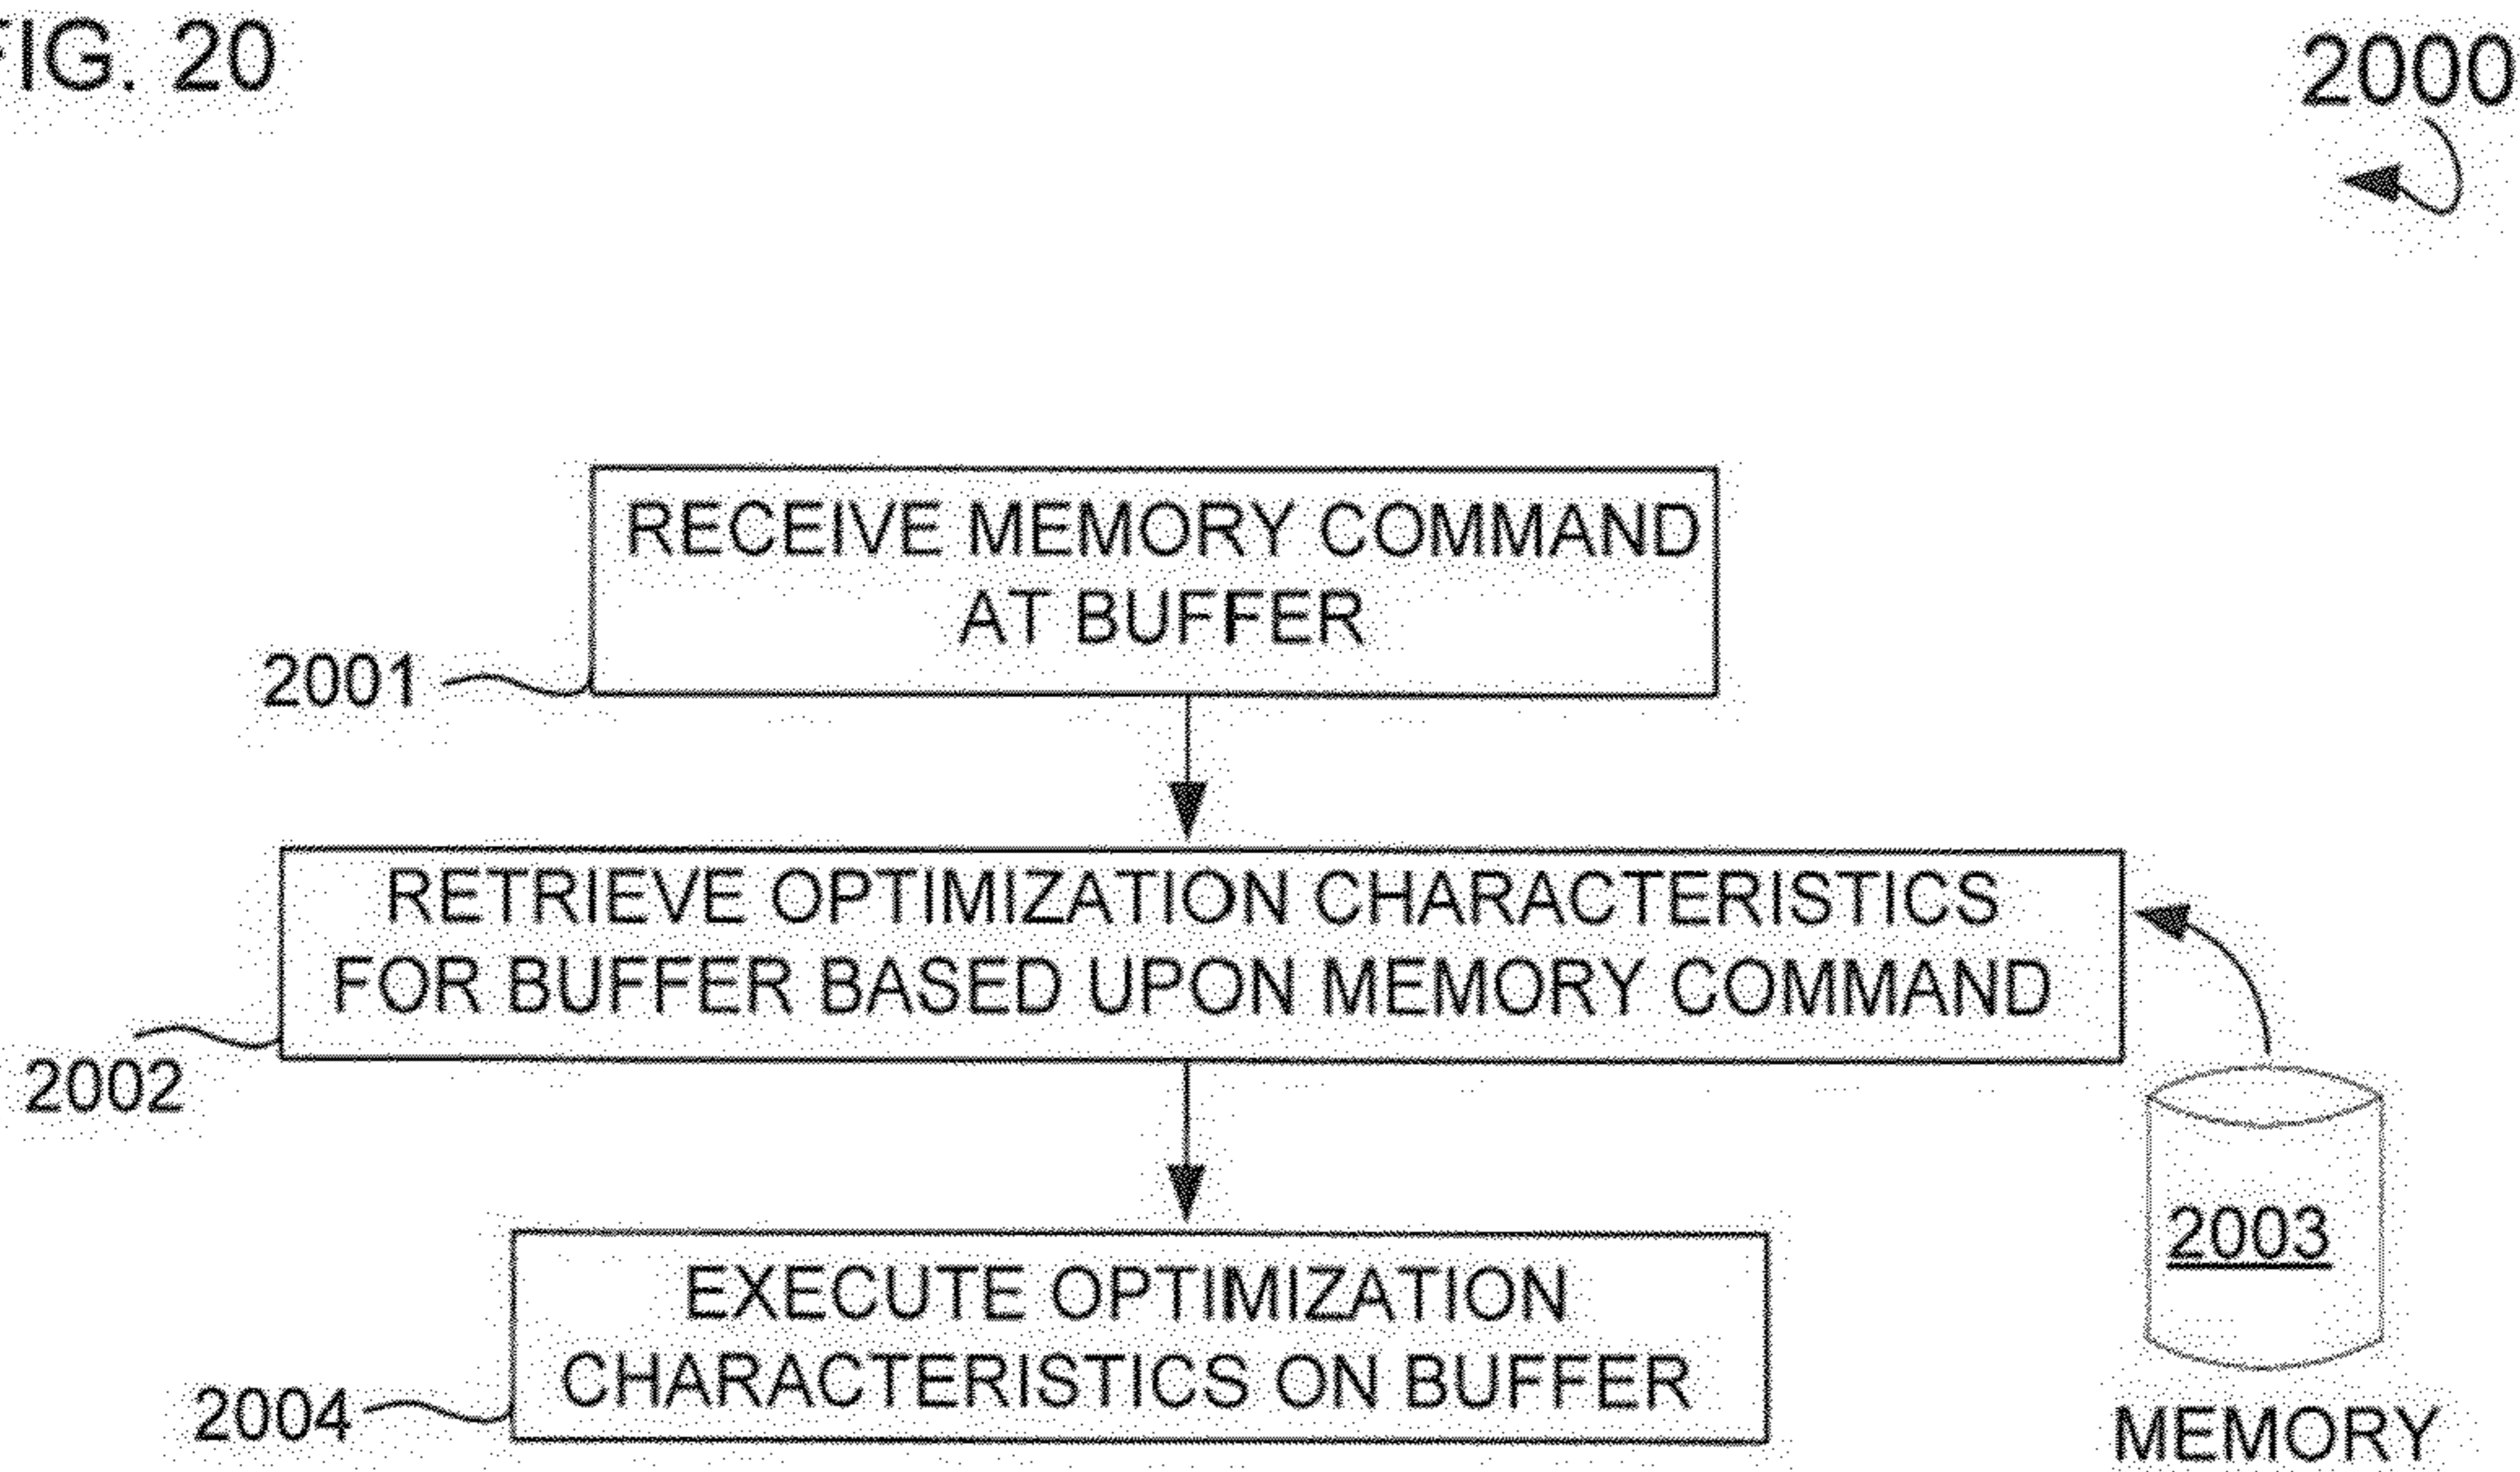 FIG. 20
2000
RECEIVE MEMORY COMMAND
AT BUFFER
2001
RETRIEVE OPTIMIZATION CHARACTERISTICS
FOR BUFFER BASED UPON MEMORY COMMAND
2002
2003
EXECUTE OPTIMIZATION
CHARACTERISTICS ON BUFFER
2004
MEMORY